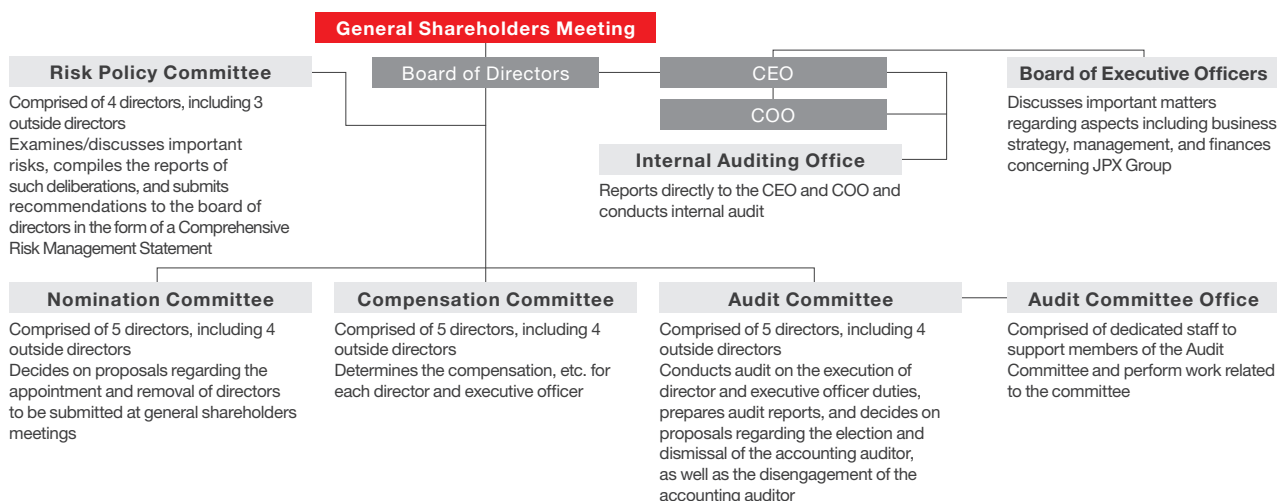 General Shareholders Meeting
Board of Directors
CEO
COO
Risk Policy Committee
Comprised of 4 directors, including 3
outside directors
Examines/discusses important
risks, compiles the reports of
such deliberations, and submits
recommendations to the board of
directors in the form of a Comprehensive
Risk Management Statement
Internal Auditing Office
Reports directly to the CEO and COO and
conducts internal audit
Board of Executive Officers
Discusses important matters
regarding aspects including business
strategy, management, and finances
concerning JPX Group
Nomination Committee
Comprised of 5 directors, including 4
outside directors
Decides on proposals regarding the
appointment and removal of directors
to be submitted at general shareholders
meetings
Compensation Committee
Comprised of 5 directors, including 4
outside directors
Determines the compensation, etc. for
each director and executive officer
Audit Committee
Comprised of 5 directors, including 4
outside directors
Conducts audit on the execution of
director and executive officer duties,
prepares audit reports, and decides on
proposals regarding the election and
dismissal of the accounting auditor,
as well as the disengagement of the
accounting auditor
Audit Committee Office
Comprised of dedicated staff to
support members of the Audit
Committee and perform work related
to the committee